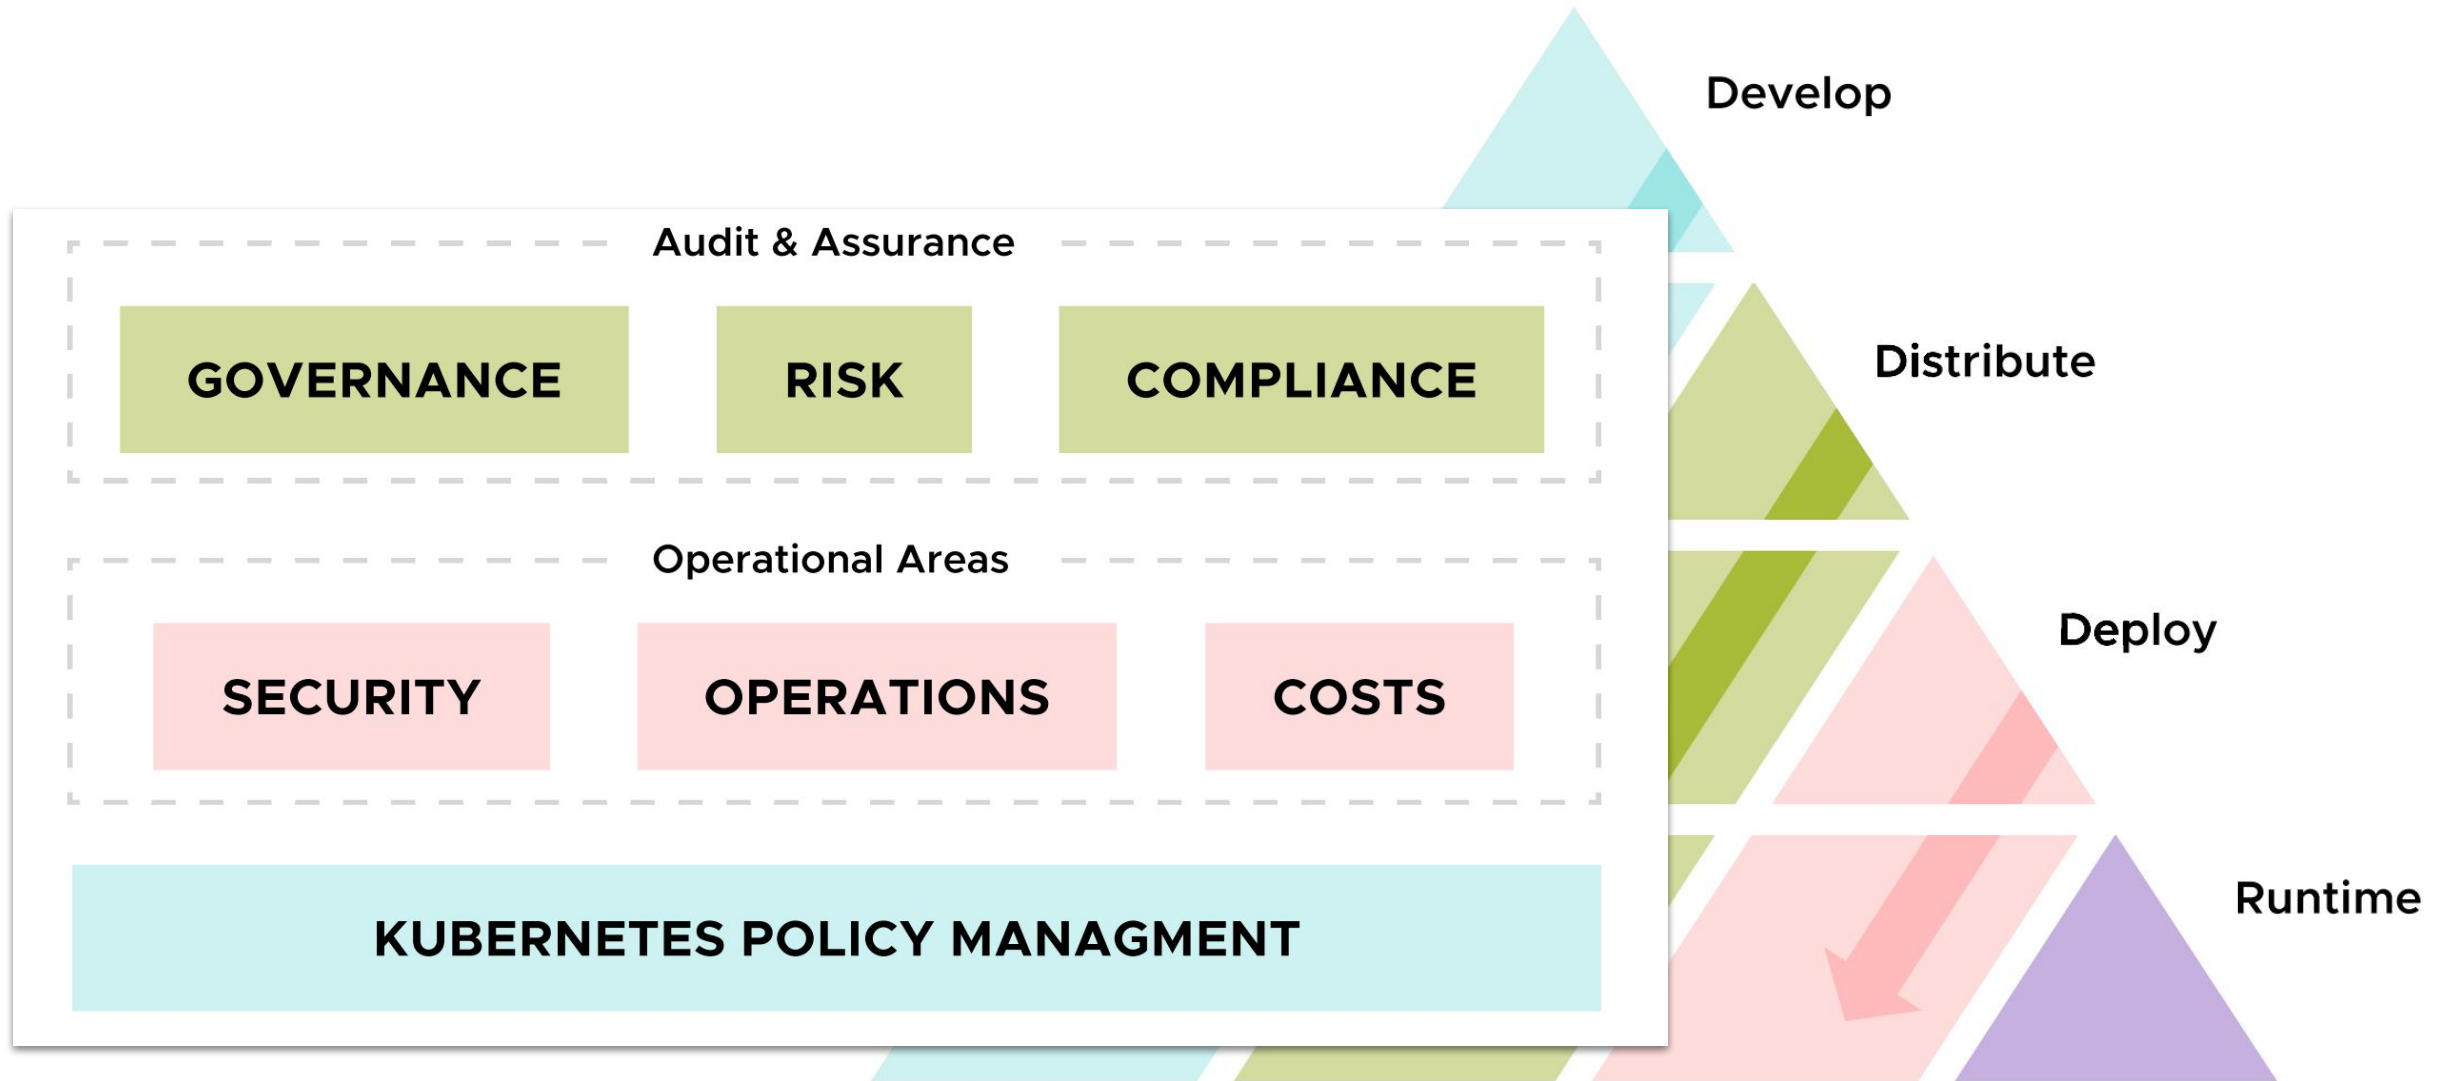 Develop
Audit & Assurance
GOVERNANCE
RISK
COMPLIANCE
Distribute
Operational Areas
SECURITY
OPERATIONS
COSTS
Deploy
KUBERNETES POLICY MANAGMENT
Runtime